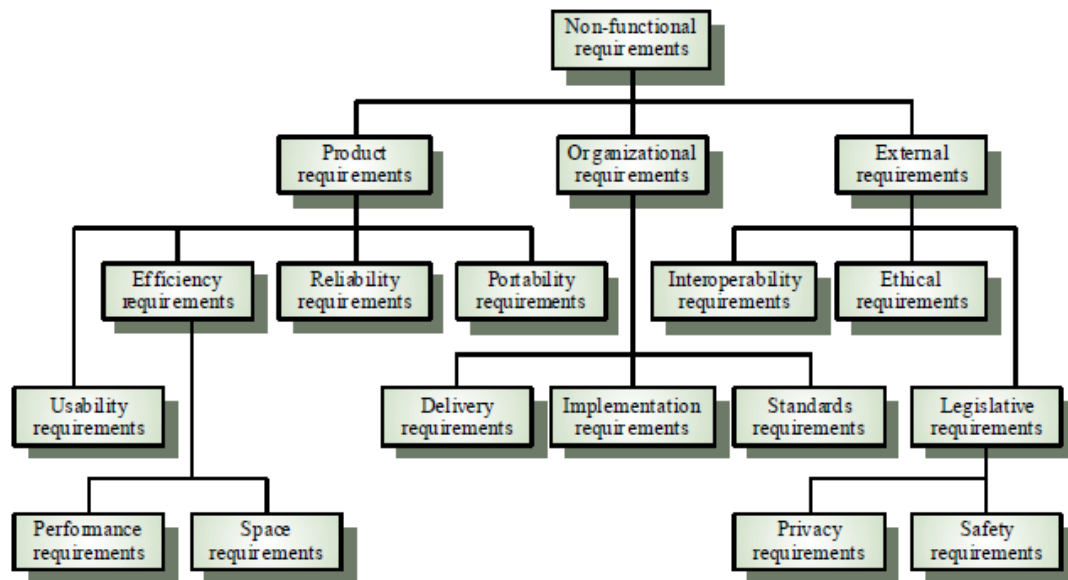 Non-functional
requirements
Product
requirements
Organizational
requirements
External
requirements
Efficiency
requirements
Reliability
requirements
Portability
requirements
Interoperability
requirements
Ethical
requirements
Usability
requirements
Delivery
requirements
Implementation
requirements
Standards
requirements
Legislative
requirements
Performance
requirements
Space
requirements
Privacy
requirements
Safety
requirements